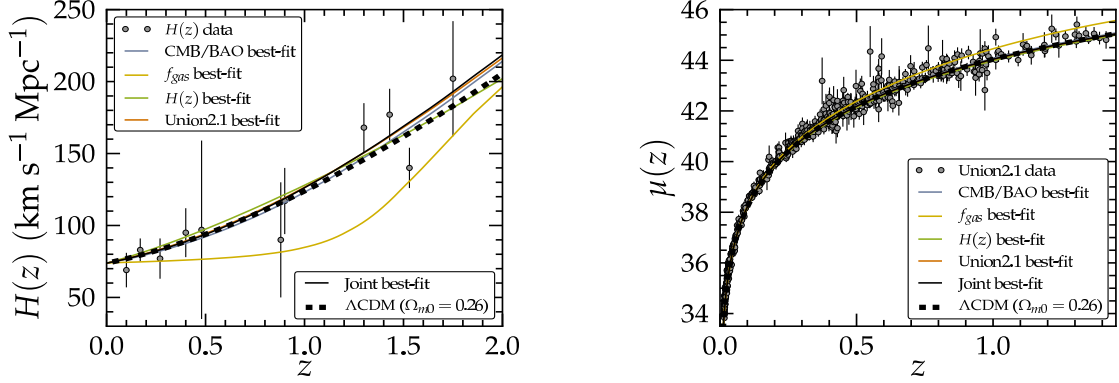 H(z) (km s⁻¹ Mpc⁻¹)
250
200
150
100
50
H(z) data
CMB/BAO best-fit
f_gas best-fit
H(z) best-fit
Union2.1 best-fit
Joint best-fit
ΛCDM (Ω_m0 = 0.26)
0.0 0.5 1.0 1.5 2.0
z
μ(z)
46
44
42
40
38
36
34
Union2.1 data
CMB/BAO best-fit
f_gas best-fit
H(z) best-fit
Union2.1 best-fit
Joint best-fit
ΛCDM (Ω_m0 = 0.26)
0.0 0.5 1.0
z